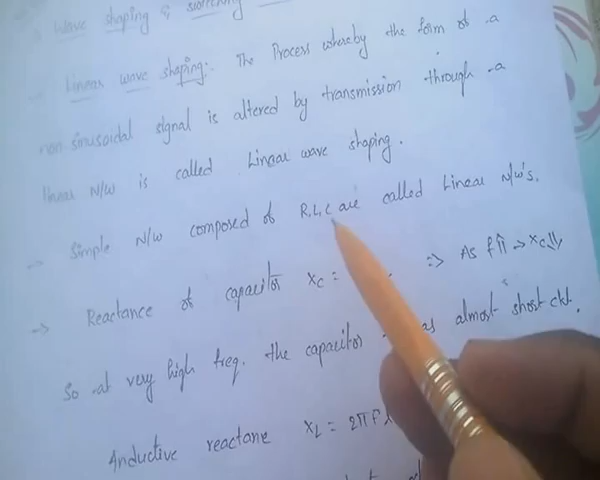 Wave shaping & switching
Linear wave shaping:- The Process whereby the form of a
non-sinusoidal signal is altered by transmission through a
linear N/W is called Linear wave shaping.
→ Simple N/W composed of R, L, C are called Linear N/W's.
→ Reactance of capacitor Xc = ⇒ As f⇑ ⇒ Xc⇓
So at very high freq. the capacitor as almost short ckt.
Inductive reactane XL = 2πf